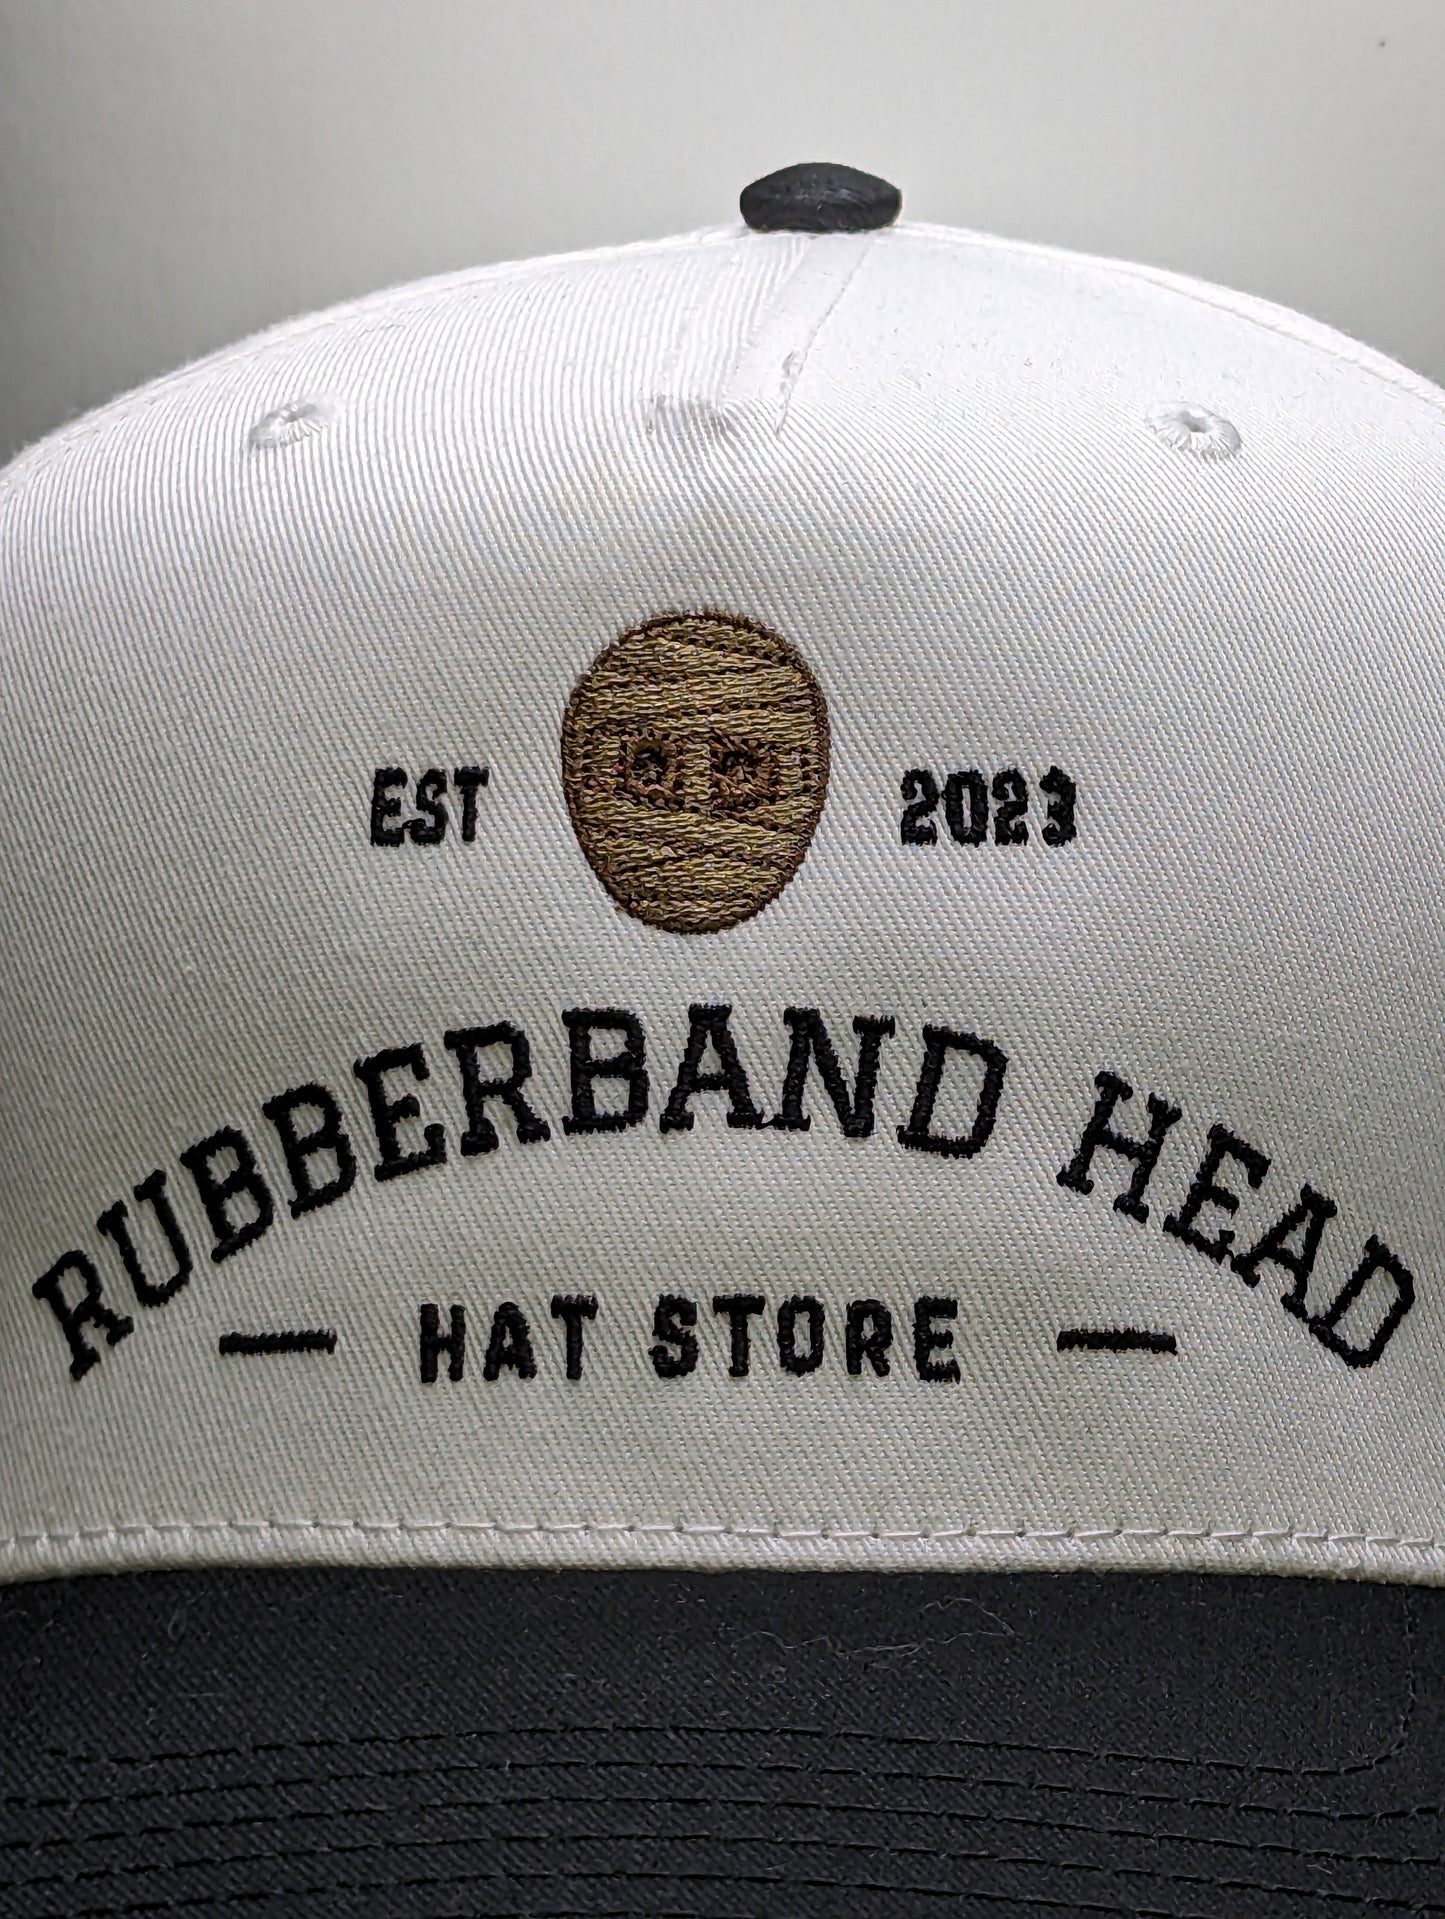 EST 2023
RUBBERBAND HEAD
— HAT STORE —